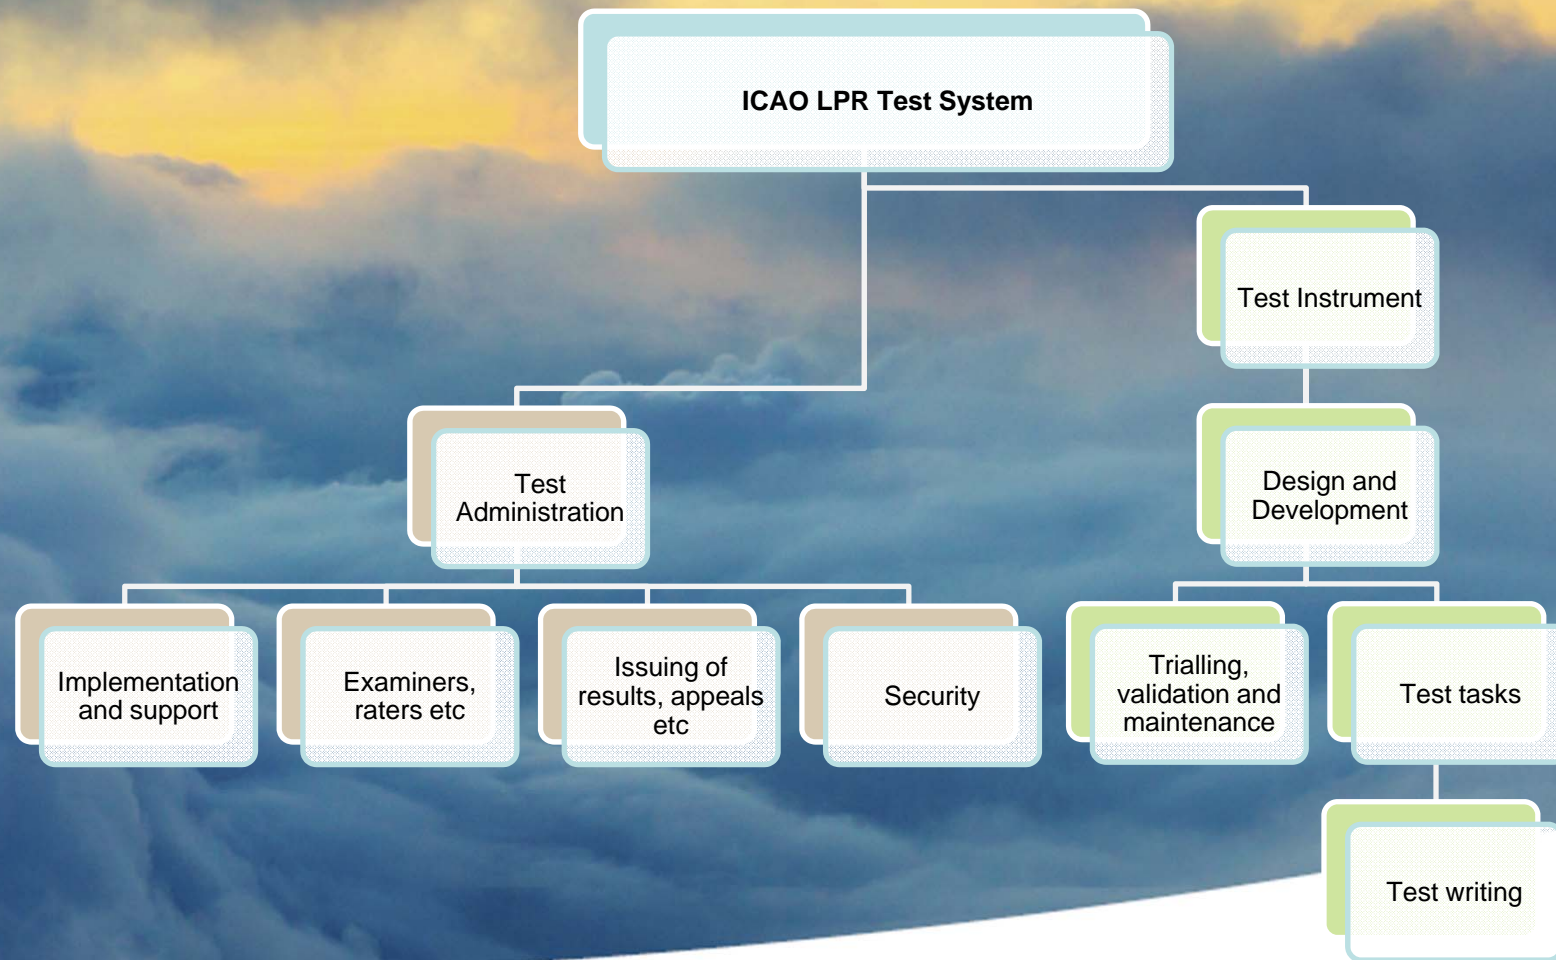 ICAO LPR Test System
Test Instrument
Test
Administration
Design and
Development
Implementation
and support
Examiners,
raters etc
Issuing of
results, appeals
etc
Security
Trialling,
validation and
maintenance
Test tasks
Test writing